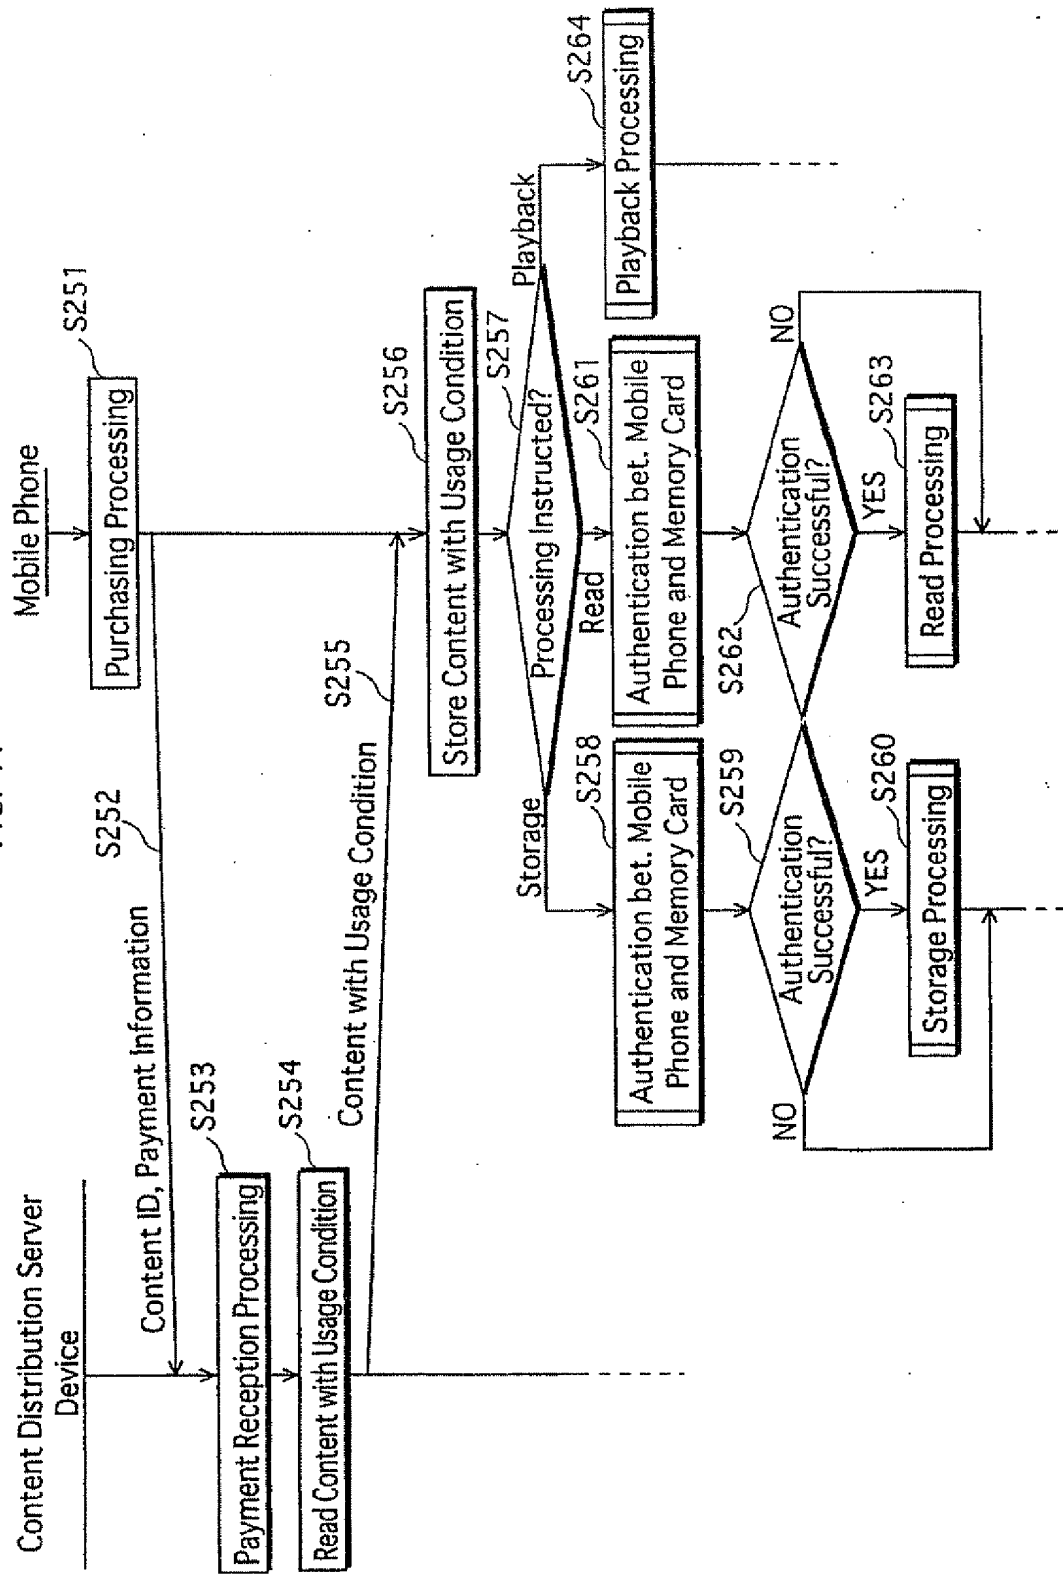 Content Distribution Server
Device
Mobile Phone
Purchasing Processing
S251
S252
Content ID, Payment Information
S253
Payment Reception Processing
S254
Read Content with Usage Condition
S255
Content with Usage Condition
S256
Store Content with Usage Condition
S257
Processing Instructed?
Storage
Read
Playback
S258
Authentication bet. Mobile
Phone and Memory Card
S261
Authentication bet. Mobile
Phone and Memory Card
S264
Playback Processing
S259
Authentication
Successful?
NO
YES
S262
Authentication
Successful?
NO
YES
S260
Storage Processing
S263
Read Processing